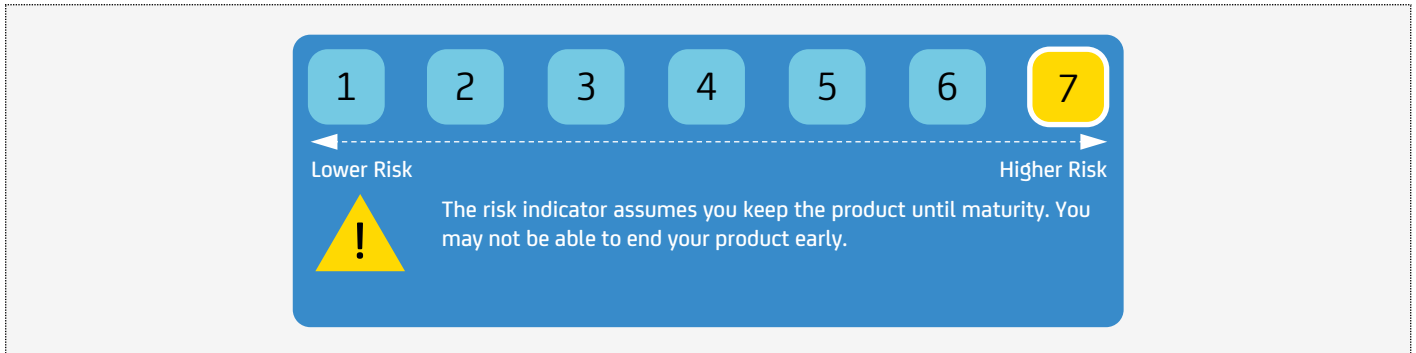 1 2 3 4 5 6 7
Lower Risk Higher Risk
!
The risk indicator assumes you keep the product until maturity. You
may not be able to end your product early.